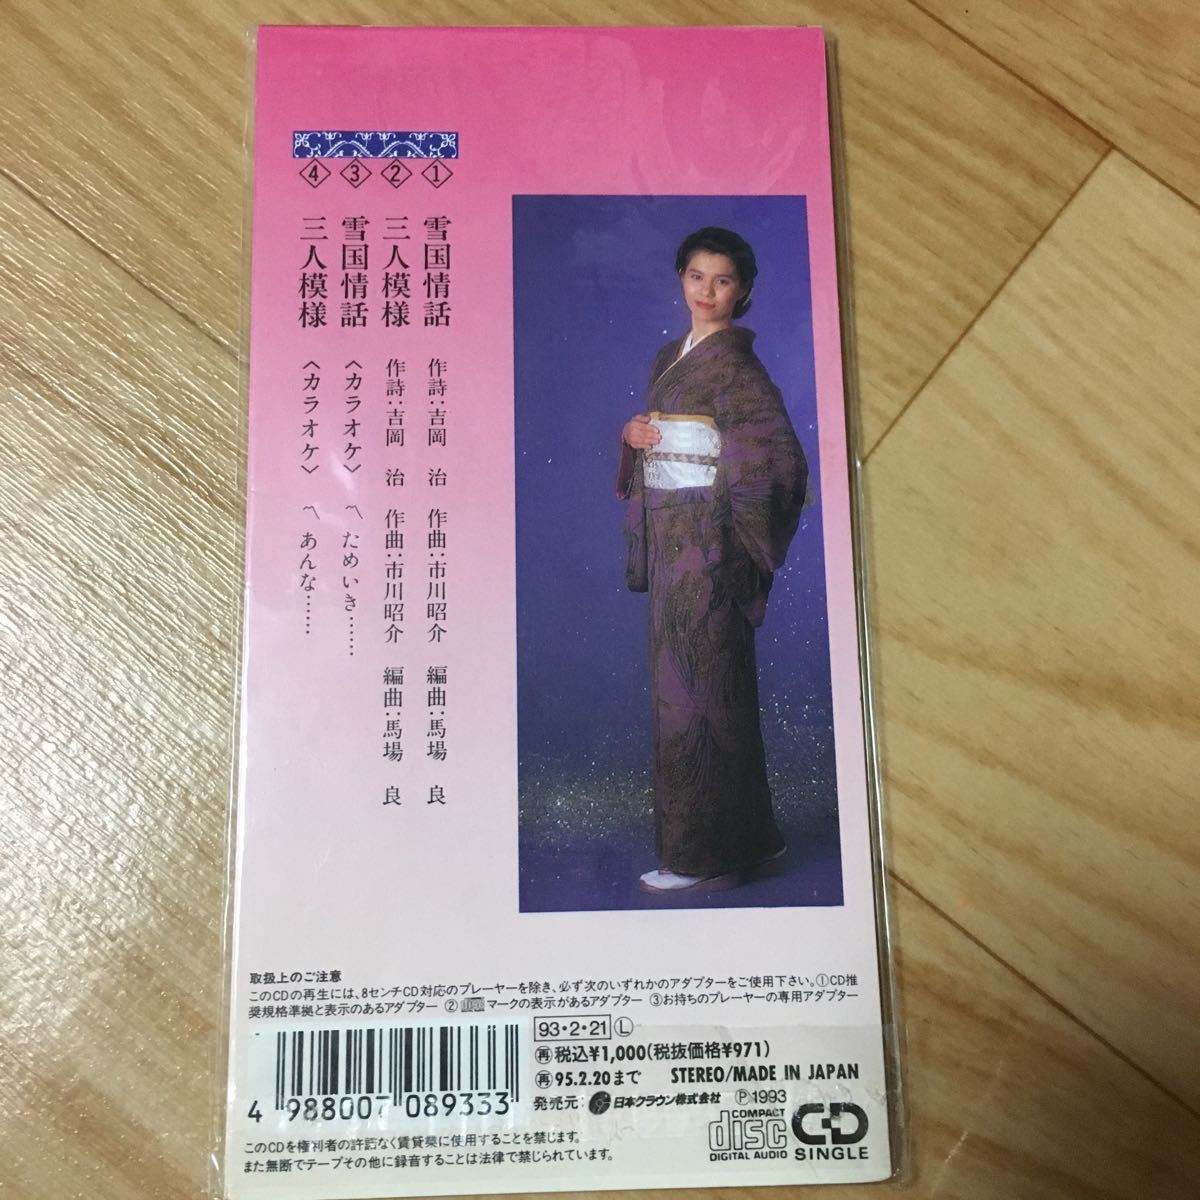 ① 雪国情話 作詩:吉岡 治 作曲:市川昭介 編曲:馬場 良
② 三人模様 作詩:吉岡 治 作曲:市川昭介 編曲:馬場 良
③ 雪国情話 〈カラオケ〉 〽 ためいき……
④ 三人模様 〈カラオケ〉 〽 あんな……
取扱上のご注意
このCDの再生には、8センチCD対応のプレーヤーを除き、必ず次のいずれかのアダプターをご使用下さい。①CD推
奨規格準拠と表示のあるアダプター ②マークの表示があるアダプター ③お持ちのプレーヤーの専用アダプター
93・2・21 Ⓛ
㊢税込¥1,000(税抜価格¥971)
㊢95.2.20まで STEREO/MADE IN JAPAN
発売元: 日本クラウン株式会社 Ⓟ1993
4 988007 089333
COMPACT
disc
DIGITAL AUDIO
CD
SINGLE
このCDを権利者の許諾なく賃貸業に使用することを禁じます。
また無断でテープその他に録音することは法律で禁じられています。